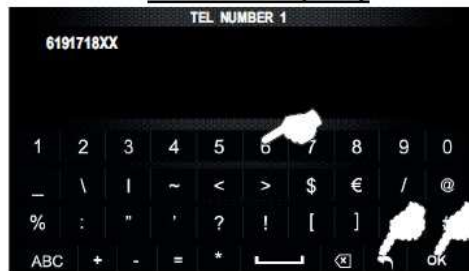 TEL NUMBER 1
6191718XX
1 2 3 4 5 6 7 8 9 0
_ \ | ~ < > $ € / @
% : " ' ? ! [ ] #
ABC + - = * OK